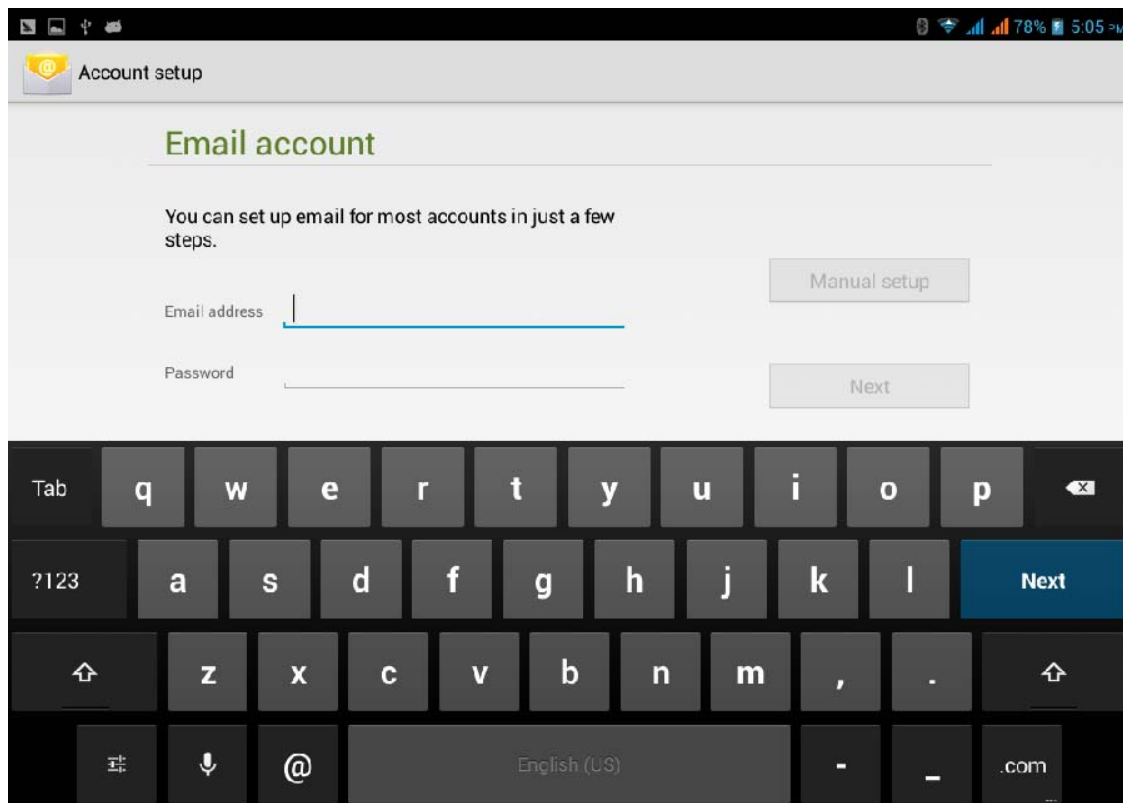 78% 5:05 PM
Account setup
Email account
You can set up email for most accounts in just a few
steps.
Manual setup
Email address
Password
Next
Tab q w e r t y u i o p
?123 a s d f g h j k l Next
z x c v b n m , .
@ English (US) - _ .com